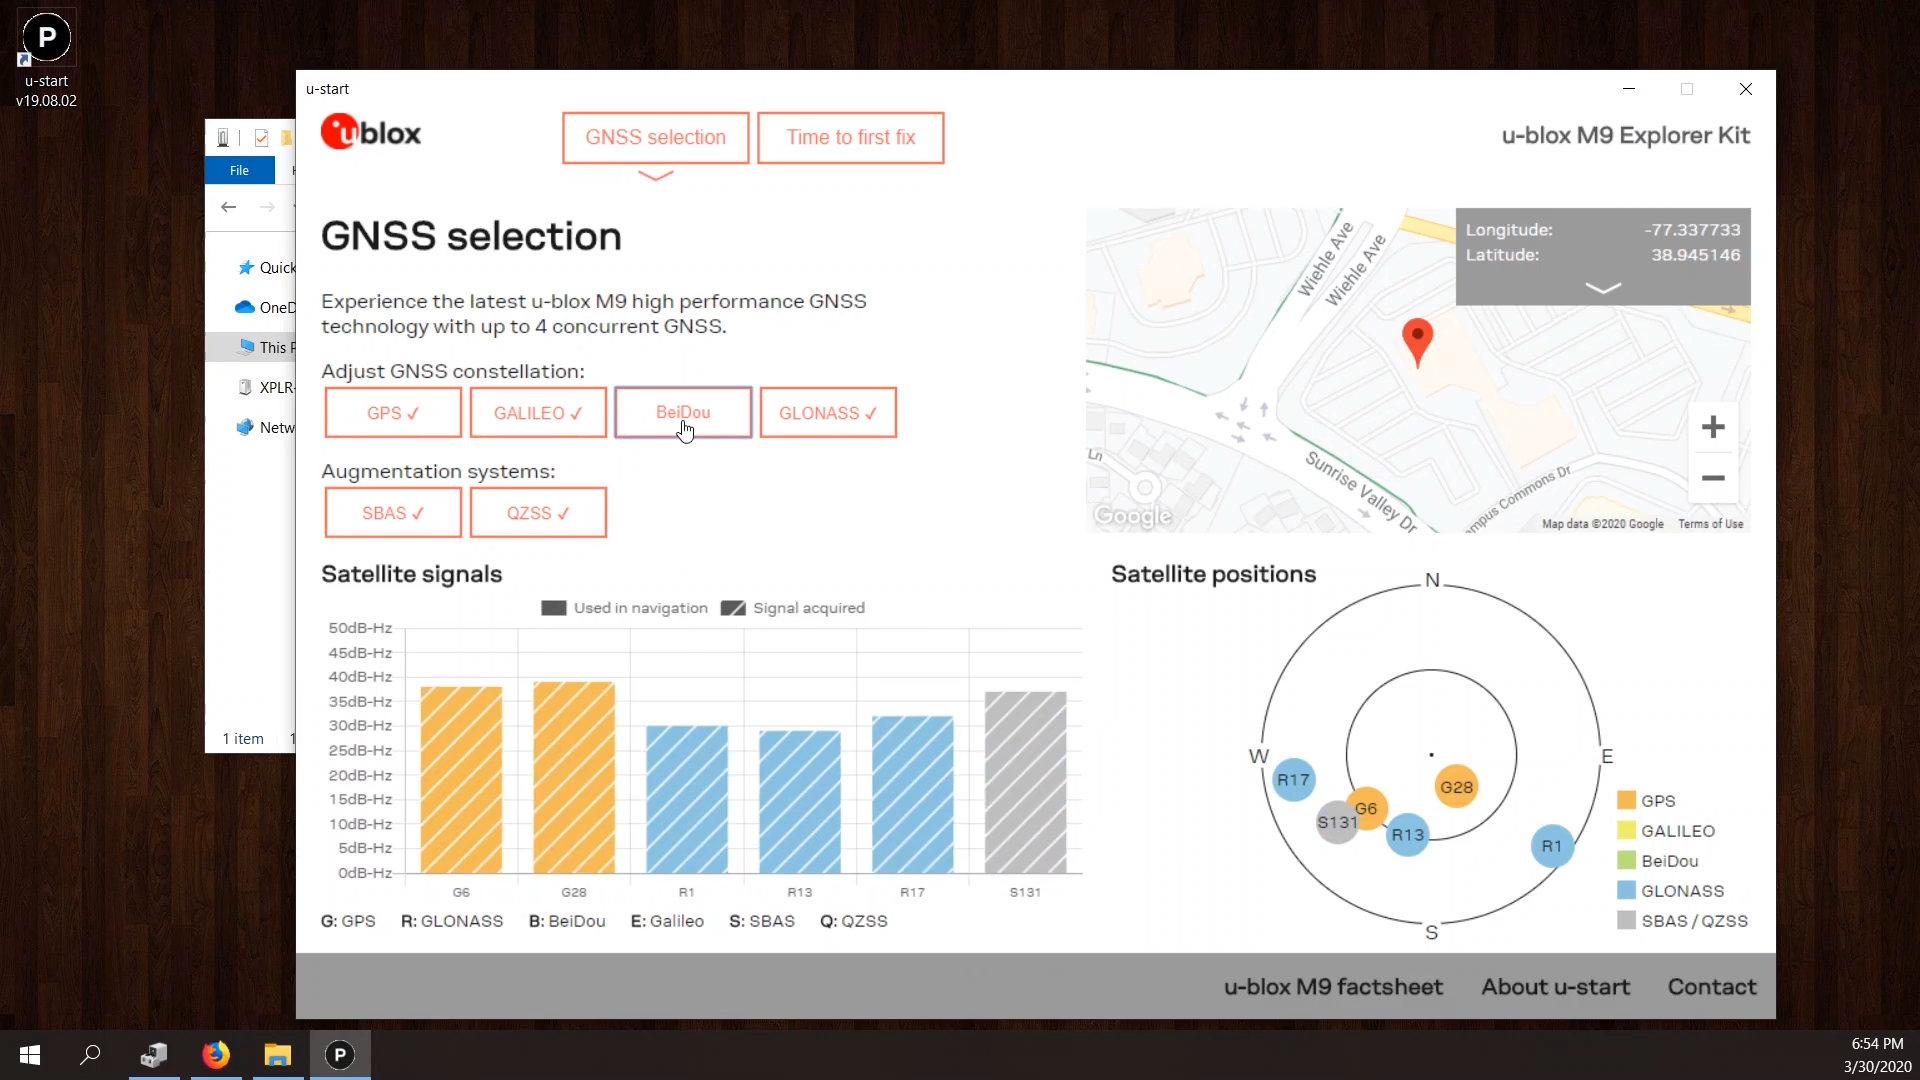 P
u-start
v19.08.02
u-start
ublox
GNSS selection
Time to first fix
u-blox M9 Explorer Kit
File
Quick
OneD
This P
XPLR-
Netw
1 item
1
GNSS selection
Experience the latest u-blox M9 high performance GNSS
technology with up to 4 concurrent GNSS.
Adjust GNSS constellation:
GPS ✓
GALILEO ✓
BeiDou
GLONASS ✓
Augmentation systems:
SBAS ✓
QZSS ✓
Longitude: -77.337733
Latitude: 38.945146
Wiehle Ave
Wiehle Ave
Sunrise Valley Dr
mpus Commons Dr
Ln
Google
Map data ©2020 Google
Terms of Use
Satellite signals
Used in navigation
Signal acquired
50dB-Hz
45dB-Hz
40dB-Hz
35dB-Hz
30dB-Hz
25dB-Hz
20dB-Hz
15dB-Hz
10dB-Hz
5dB-Hz
0dB-Hz
G6 G28 R1 R13 R17 S131
G: GPS R: GLONASS B: BeiDou E: Galileo S: SBAS Q: QZSS
Satellite positions
N
W
E
S
R17
G28
G6
S131
R13
R1
GPS
GALILEO
BeiDou
GLONASS
SBAS / QZSS
u-blox M9 factsheet
About u-start
Contact
P
6:54 PM
3/30/2020